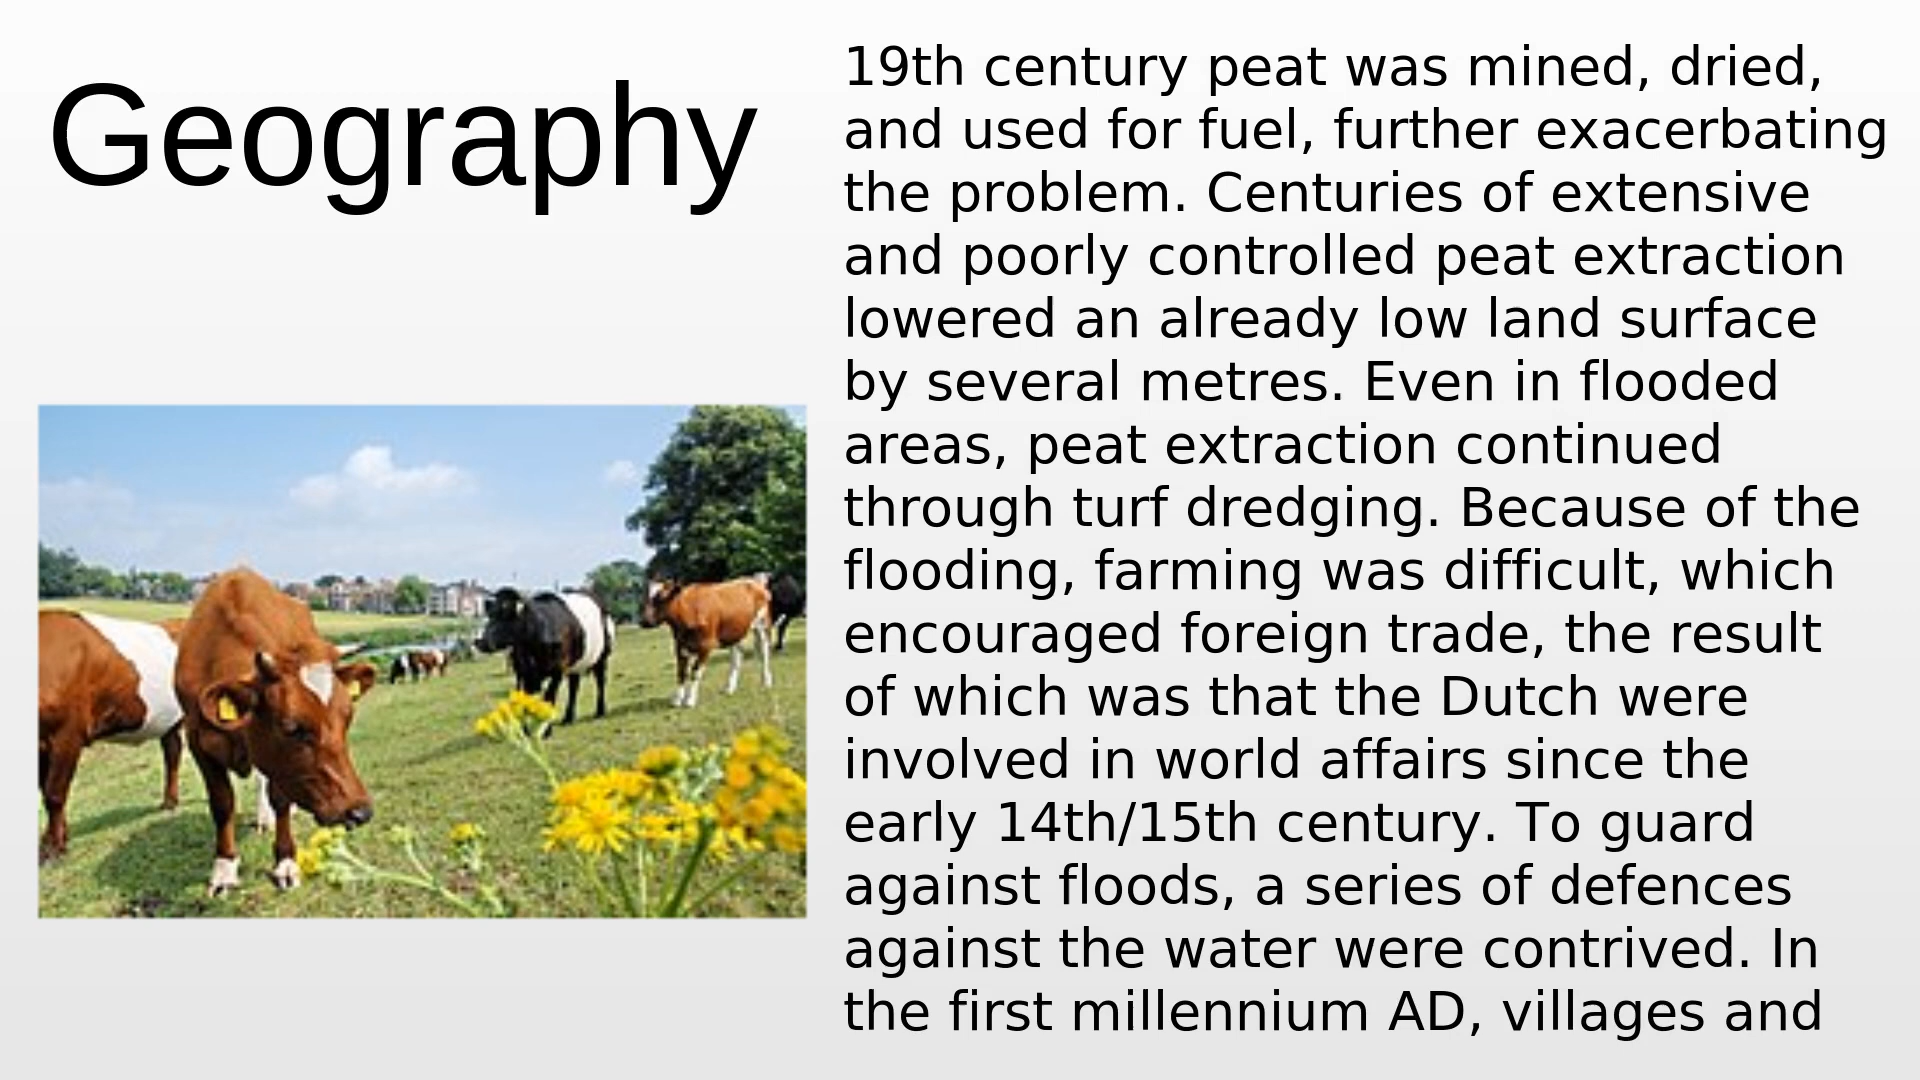 Geography
19th century peat was mined, dried,
and used for fuel, further exacerbating
the problem. Centuries of extensive
and poorly controlled peat extraction
lowered an already low land surface
by several metres. Even in flooded
areas, peat extraction continued
through turf dredging. Because of the
flooding, farming was difficult, which
encouraged foreign trade, the result
of which was that the Dutch were
involved in world affairs since the
early 14th/15th century. To guard
against floods, a series of defences
against the water were contrived. In
the first millennium AD, villages and